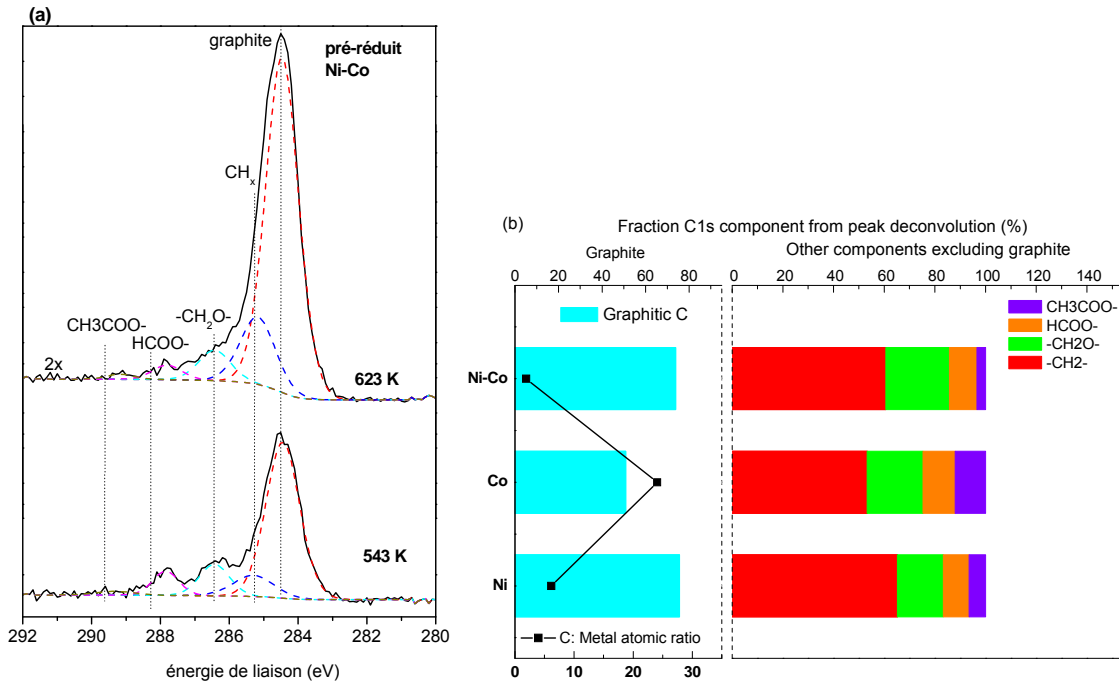 (a)
graphite
pré-réduit
Ni-Co
CHx
-CH2O-
CH3COO-
HCOO-
2x
623 K
543 K
292 290 288 286 284 282 280
énergie de liaison (eV)
(b)
Fraction C1s component from peak deconvolution (%)
Graphite
Other components excluding graphite
0 20 40 60 80
0 20 40 60 80 100 120 140
Graphitic C
CH3COO-
HCOO-
-CH2O-
-CH2-
Ni-Co
Co
Ni
C: Metal atomic ratio
0 10 20 30